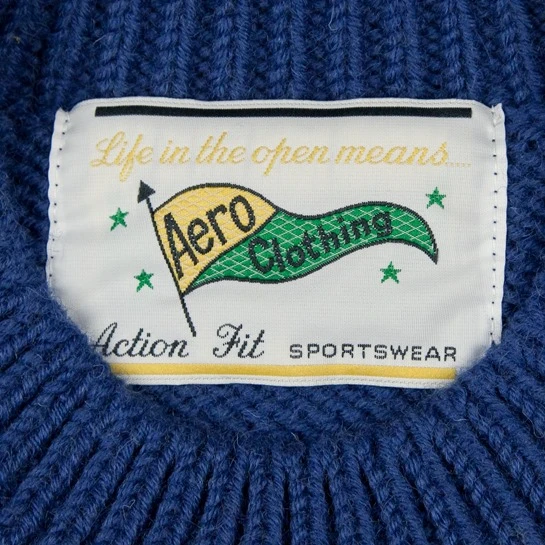 Life in the open means.....
Aero
Clothing
Action Fit SPORTSWEAR